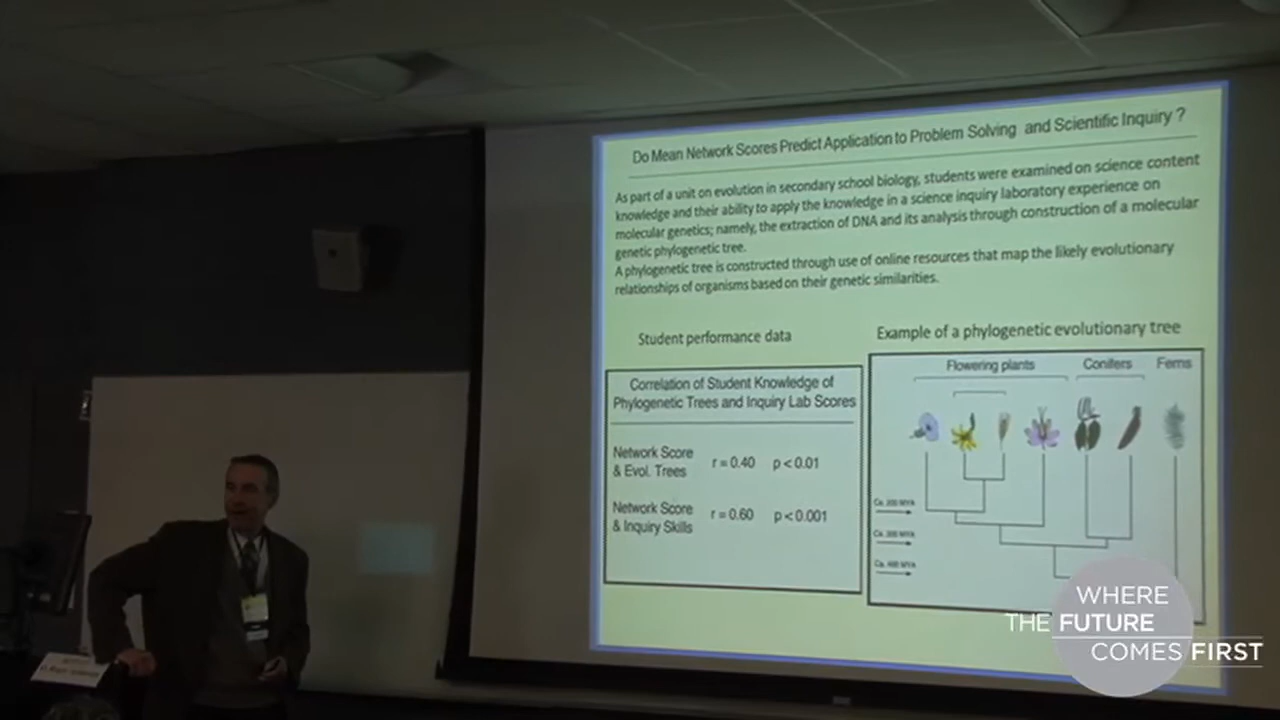 Do Mean Network Scores Predict Application to Problem Solving and Scientific Inquiry ?
As part of a unit on evolution in secondary school biology, students were examined on science content
knowledge and their ability to apply the knowledge in a science inquiry laboratory experience on
molecular genetics; namely, the extraction of DNA and its analysis through construction of a molecular
genetic phylogenetic tree.
A phylogenetic tree is constructed through use of online resources that map the likely evolutionary
relationships of organisms based on their genetic similarities.
Student performance data
Correlation of Student Knowledge of
Phylogenetic Trees and Inquiry Lab Scores
Network Score
& Evol. Trees r = 0.40 p < 0.01
Network Score
& Inquiry Skills r = 0.60 p < 0.001
Example of a phylogenetic evolutionary tree
Flowering plants Conifers Ferns
WHERE
THE FUTURE
COMES FIRST